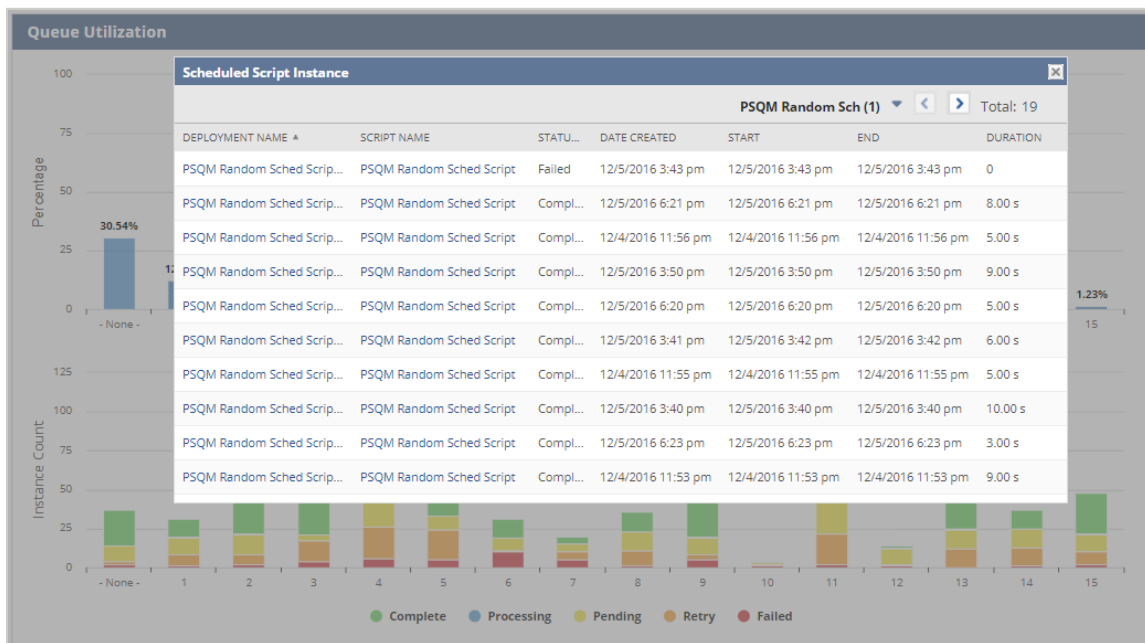 Queue Utilization
Scheduled Script Instance
PSQM Random Sch (1) Total: 19
DEPLOYMENT NAME SCRIPT NAME STATU... DATE CREATED START END DURATION
PSQM Random Sched Scrip... PSQM Random Sched Script Failed 12/5/2016 3:43 pm 12/5/2016 3:43 pm 12/5/2016 3:43 pm 0
PSQM Random Sched Scrip... PSQM Random Sched Script Compl... 12/5/2016 6:21 pm 12/5/2016 6:21 pm 12/5/2016 6:21 pm 8.00 s
PSQM Random Sched Scrip... PSQM Random Sched Script Compl... 12/4/2016 11:56 pm 12/4/2016 11:56 pm 12/4/2016 11:56 pm 5.00 s
PSQM Random Sched Scrip... PSQM Random Sched Script Compl... 12/5/2016 3:50 pm 12/5/2016 3:50 pm 12/5/2016 3:50 pm 9.00 s
PSQM Random Sched Scrip... PSQM Random Sched Script Compl... 12/5/2016 6:20 pm 12/5/2016 6:20 pm 12/5/2016 6:20 pm 5.00 s
PSQM Random Sched Scrip... PSQM Random Sched Script Compl... 12/5/2016 3:41 pm 12/5/2016 3:42 pm 12/5/2016 3:42 pm 6.00 s
PSQM Random Sched Scrip... PSQM Random Sched Script Compl... 12/4/2016 11:55 pm 12/4/2016 11:55 pm 12/4/2016 11:55 pm 5.00 s
PSQM Random Sched Scrip... PSQM Random Sched Script Compl... 12/5/2016 3:40 pm 12/5/2016 3:40 pm 12/5/2016 3:40 pm 10.00 s
PSQM Random Sched Scrip... PSQM Random Sched Script Compl... 12/5/2016 6:23 pm 12/5/2016 6:23 pm 12/5/2016 6:23 pm 3.00 s
PSQM Random Sched Scrip... PSQM Random Sched Script Compl... 12/4/2016 11:53 pm 12/4/2016 11:53 pm 12/4/2016 11:53 pm 9.00 s
Percentage
100
75
50
25
0
30.54%
1.23%
- None - 15
Instance Count
125
100
75
50
25
0
- None - 1 2 3 4 5 6 7 8 9 10 11 12 13 14 15
Complete Processing Pending Retry Failed